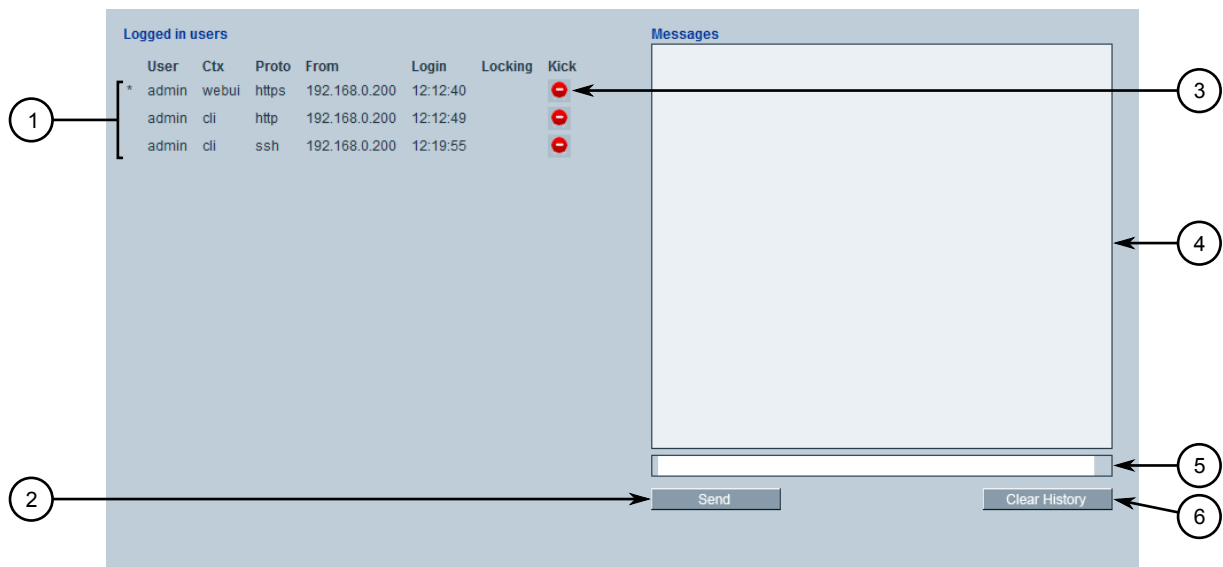 Logged in users
User Ctx Proto From Login Locking Kick
* admin webui https 192.168.0.200 12:12:40
admin cli http 192.168.0.200 12:12:49
admin cli ssh 192.168.0.200 12:19:55
Messages
Send
Clear History
1
2
3
4
5
6